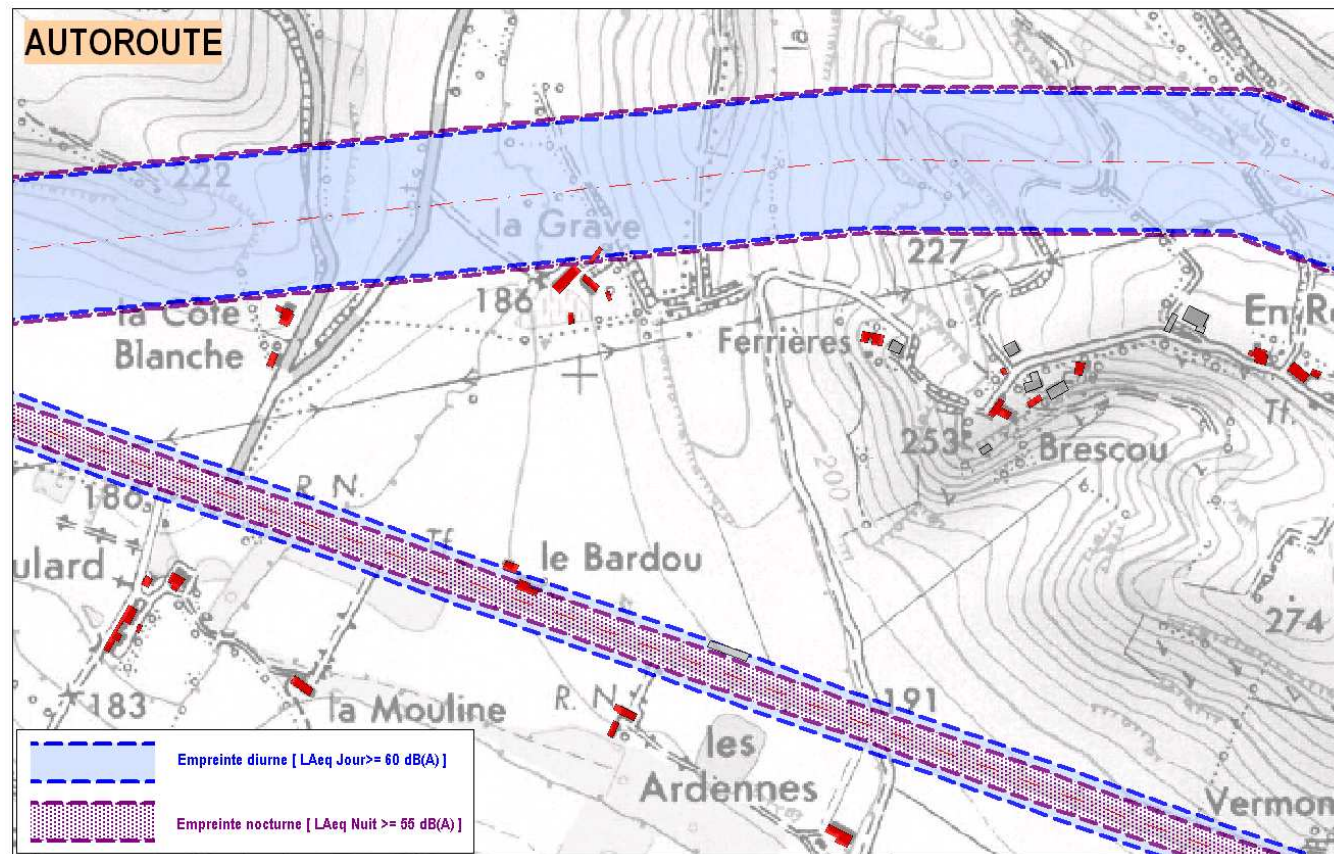 AUTOROUTE
la
222
la Grave
186
227
la Côte
Blanche
Ferrières
En R
Tf.
253
Brescou
200
186
R. N.
Tf
le Bardou
ulard
274
183
la Mouline
R. N.
191
les
Ardennes
Vermon
Empreinte diurne [ LAeq Jour>= 60 dB(A) ]
Empreinte nocturne [ LAeq Nuit >= 55 dB(A) ]